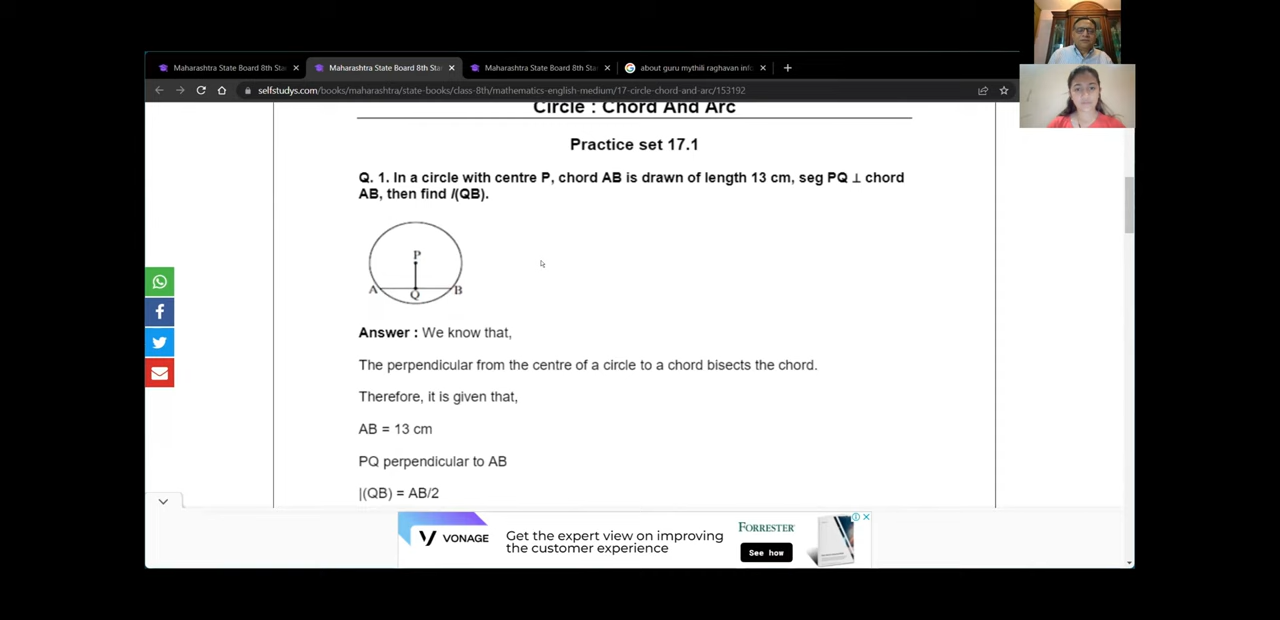 Maharashtra State Board 8th Sta
Maharashtra State Board 8th Sta
Maharashtra State Board 8th Sta
about guru mythili raghavan inf
selfstudys.com/books/maharashtra/state-books/class-8th/mathematics-english-medium/17-circle-chord-and-arc/153192
Circle : Chord And Arc
Practice set 17.1
Q. 1. In a circle with centre P, chord AB is drawn of length 13 cm, seg PQ ⊥ chord
AB, then find l(QB).
P
A
Q
B
Answer : We know that,
The perpendicular from the centre of a circle to a chord bisects the chord.
Therefore, it is given that,
AB = 13 cm
PQ perpendicular to AB
|(QB) = AB/2
VONAGE
Get the expert view on improving
the customer experience
FORRESTER
See how